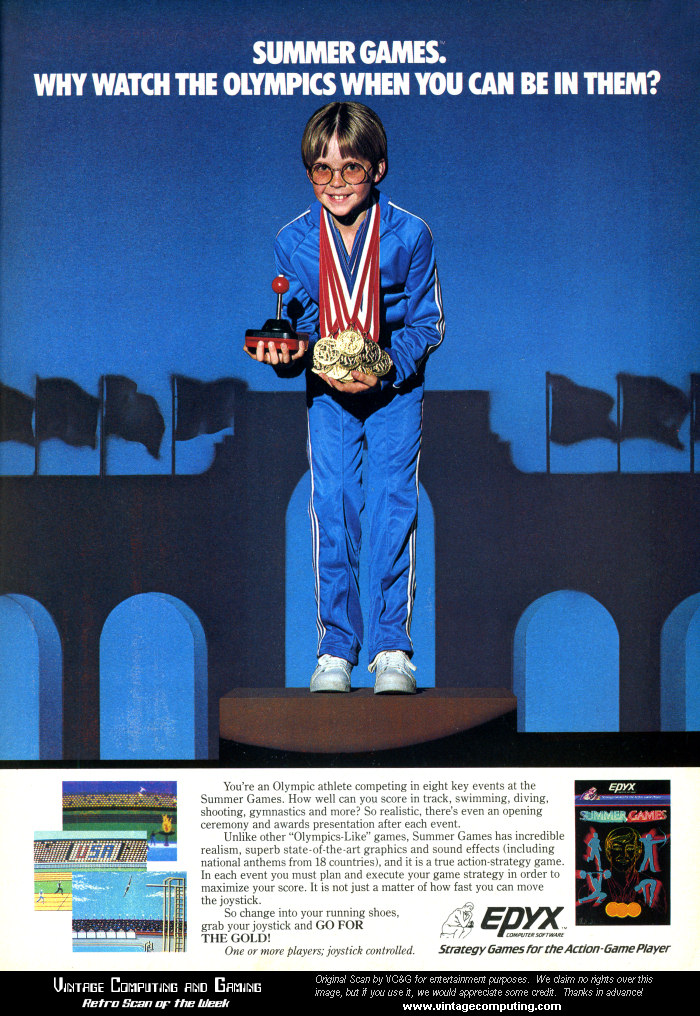 SUMMER GAMES.™
WHY WATCH THE OLYMPICS WHEN YOU CAN BE IN THEM?
You're an Olympic athlete competing in eight key events at the
Summer Games. How well can you score in track, swimming, diving,
shooting, gymnastics and more? So realistic, there's even an opening
ceremony and awards presentation after each event.
Unlike other "Olympics-Like" games, Summer Games has incredible
realism, superb state-of-the-art graphics and sound effects (including
national anthems from 18 countries), and it is a true action-strategy game.
In each event you must plan and execute your game strategy in order to
maximize your score. It is not just a matter of how fast you can move
the joystick.
So change into your running shoes,
grab your joystick and GO FOR
THE GOLD!
One or more players; joystick controlled.
USA
EPYX
SUMMER GAMES
EPYX™
COMPUTER SOFTWARE
Strategy Games for the Action-Game Player
Vintage Computing and Gaming
Retro Scan of the Week
Original Scan by VC&G for entertainment purposes. We claim no rights over this
image, but if you use it, we would appreciate some credit. Thanks in advance!
www.vintagecomputing.com